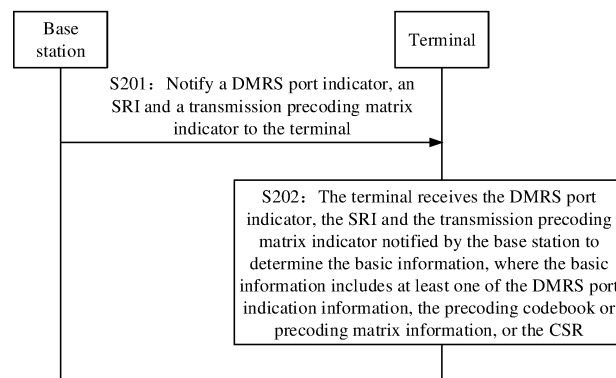 Base
station
Terminal
S201：Notify a DMRS port indicator, an
SRI and a transmission precoding matrix
indicator to the terminal
S202：The terminal receives the DMRS port
indicator, the SRI and the transmission precoding
matrix indicator notified by the base station to
determine the basic information, where the basic
information includes at least one of the DMRS port
indication information, the precoding codebook or
precoding matrix information, or the CSR